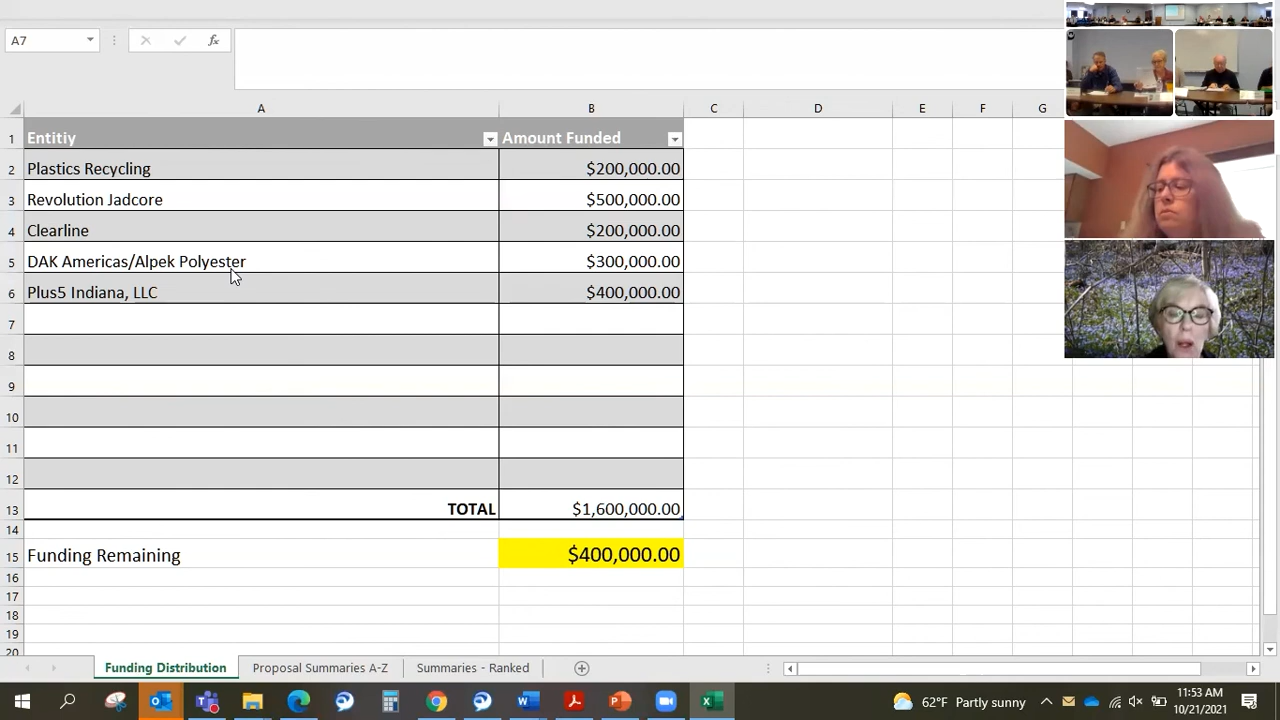 A7
fx
A B C D E F G
1 Entitiy Amount Funded
2 Plastics Recycling $200,000.00
3 Revolution Jadcore $500,000.00
4 Clearline $200,000.00
5 DAK Americas/Alpek Polyester $300,000.00
6 Plus5 Indiana, LLC $400,000.00
7
8
9
10
11
12
13 TOTAL $1,600,000.00
14
15 Funding Remaining $400,000.00
16
17
18
19
20
Funding Distribution Proposal Summaries A-Z Summaries - Ranked
62°F Partly sunny 11:53 AM
10/21/2021